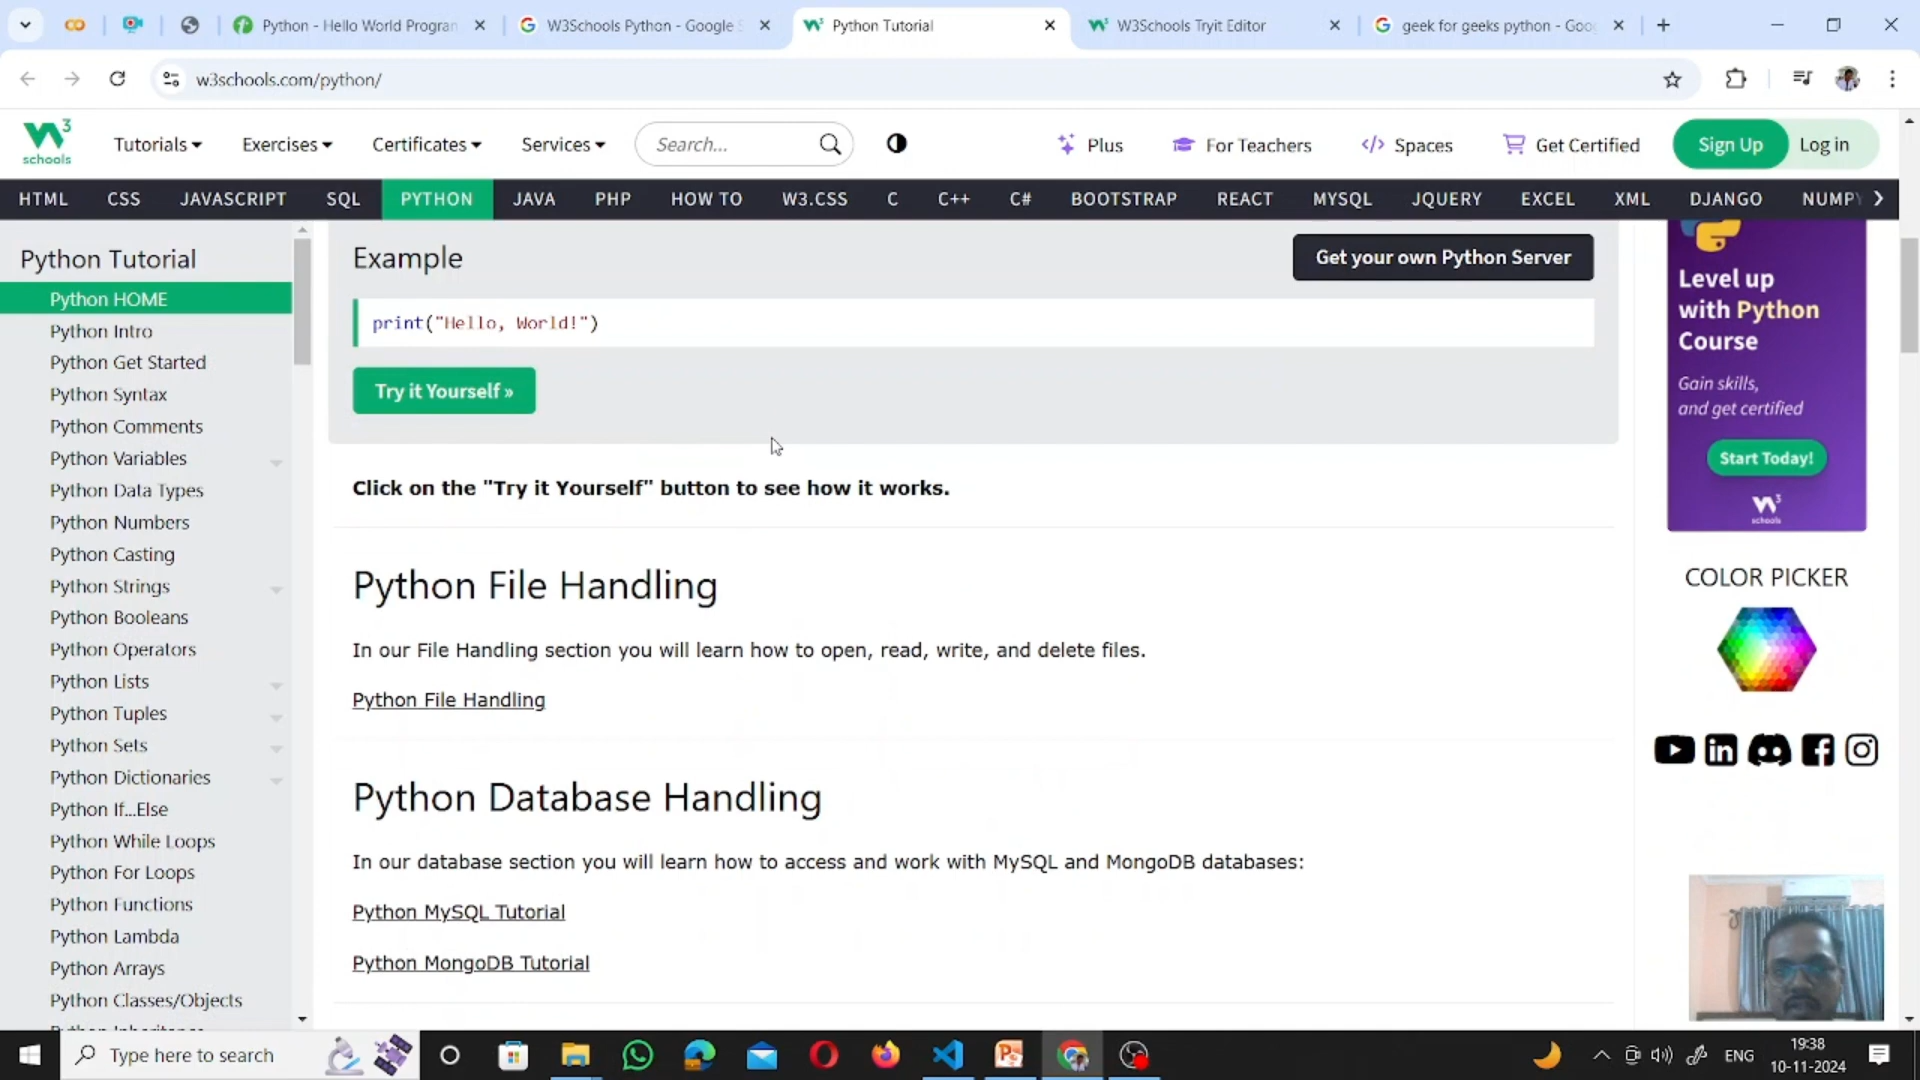 Python - Hello World Progran
W3Schools Python - Google S
Python Tutorial
W3Schools Tryit Editor
geek for geeks python - Goo
w3schools.com/python/
3
schools
Tutorials
Exercises
Certificates
Services
Search...
Plus
For Teachers
</> Spaces
Get Certified
Sign Up
Log in
HTML
CSS
JAVASCRIPT
SQL
PYTHON
JAVA
PHP
HOW TO
W3.CSS
C
C++
C#
BOOTSTRAP
REACT
MYSQL
JQUERY
EXCEL
XML
DJANGO
NUMPY
Python Tutorial
Python HOME
Python Intro
Python Get Started
Python Syntax
Python Comments
Python Variables
Python Data Types
Python Numbers
Python Casting
Python Strings
Python Booleans
Python Operators
Python Lists
Python Tuples
Python Sets
Python Dictionaries
Python If...Else
Python While Loops
Python For Loops
Python Functions
Python Lambda
Python Arrays
Python Classes/Objects
Example
Get your own Python Server
print("Hello, World!")
Try it Yourself »
Click on the "Try it Yourself" button to see how it works.
Python File Handling
In our File Handling section you will learn how to open, read, write, and delete files.
Python File Handling
Python Database Handling
In our database section you will learn how to access and work with MySQL and MongoDB databases:
Python MySQL Tutorial
Python MongoDB Tutorial
Level up
with Python
Course
Gain skills,
and get certified
Start Today!
W3
schools
COLOR PICKER
Type here to search
ENG
19:38
10-11-2024